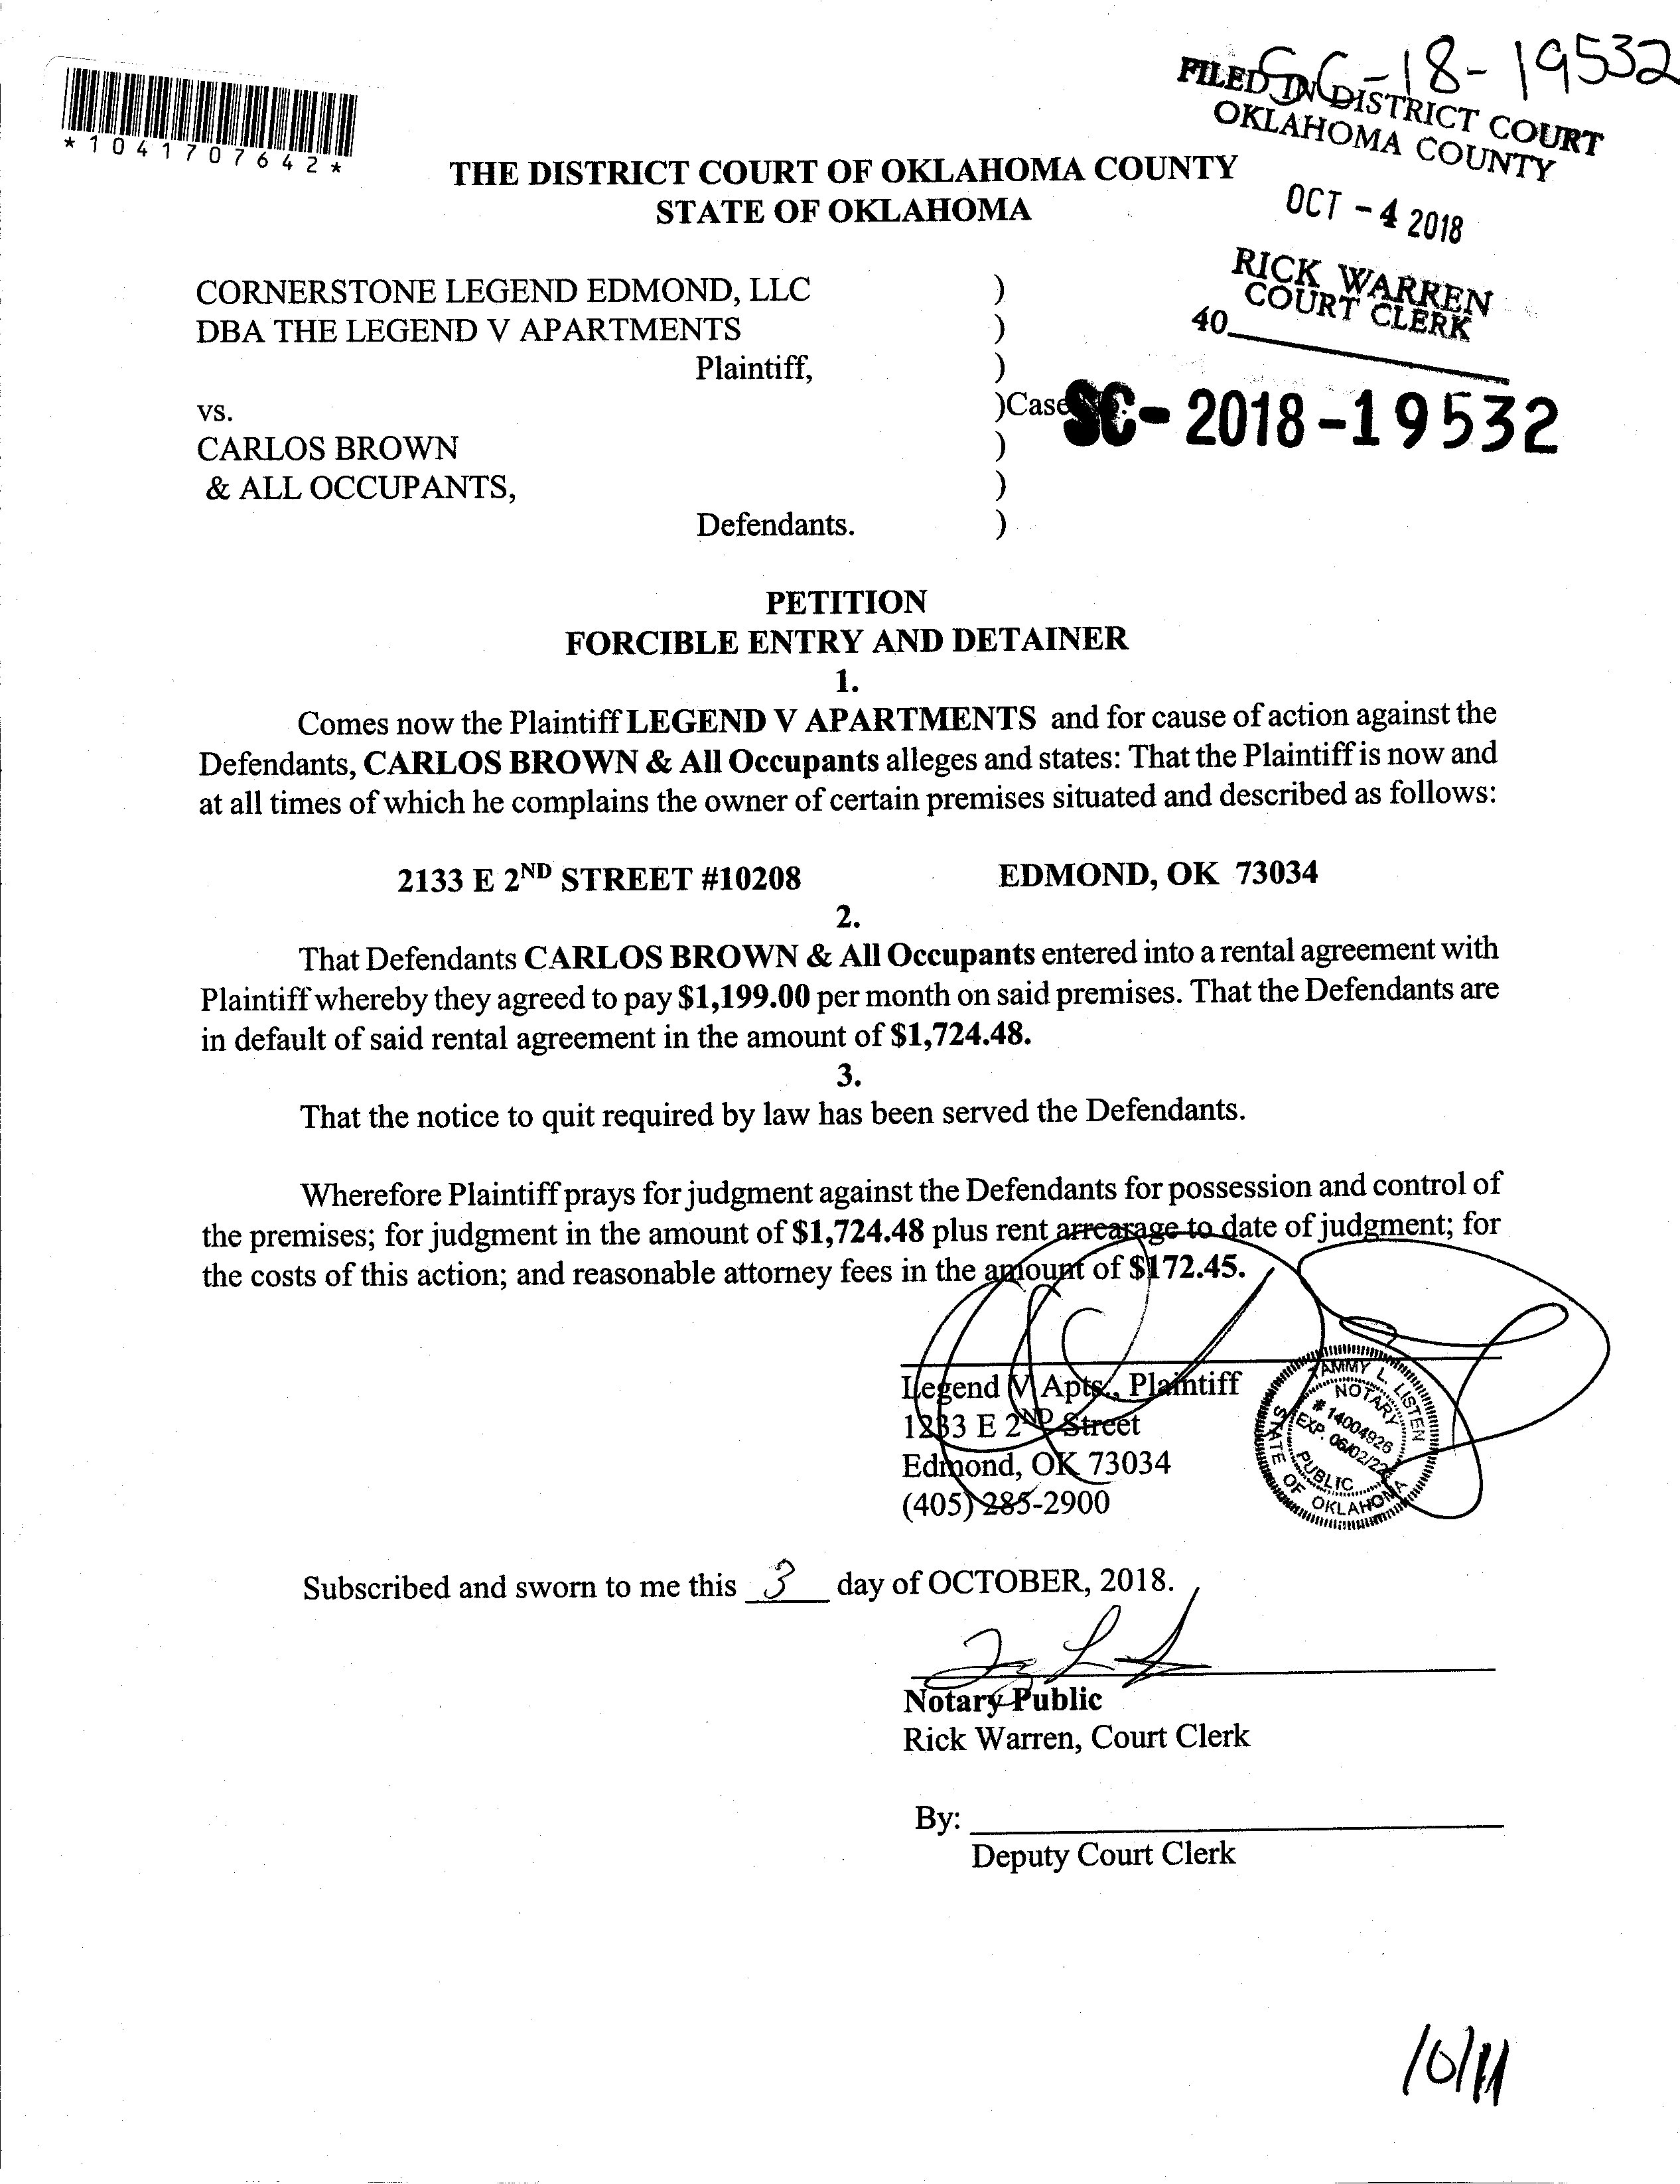 SC-18-19532
*1041707642*
FILED IN DISTRICT COURT
OKLAHOMA COUNTY
OCT -4 2018
RICK WARREN
COURT CLERK
40
THE DISTRICT COURT OF OKLAHOMA COUNTY
STATE OF OKLAHOMA
CORNERSTONE LEGEND EDMOND, LLC )
DBA THE LEGEND V APARTMENTS )
Plaintiff, )
vs. )Case SC-2018-19532
CARLOS BROWN )
& ALL OCCUPANTS, )
Defendants. )
PETITION
FORCIBLE ENTRY AND DETAINER
1.
Comes now the Plaintiff LEGEND V APARTMENTS and for cause of action against the
Defendants, CARLOS BROWN & All Occupants alleges and states: That the Plaintiff is now and
at all times of which he complains the owner of certain premises situated and described as follows:
2133 E 2ND STREET #10208 EDMOND, OK 73034
2.
That Defendants CARLOS BROWN & All Occupants entered into a rental agreement with
Plaintiff whereby they agreed to pay $1,199.00 per month on said premises. That the Defendants are
in default of said rental agreement in the amount of $1,724.48.
3.
That the notice to quit required by law has been served the Defendants.
Wherefore Plaintiff prays for judgment against the Defendants for possession and control of
the premises; for judgment in the amount of $1,724.48 plus rent arrearage to date of judgment; for
the costs of this action; and reasonable attorney fees in the amount of $172.45.
Legend V Apts., Plaintiff
1233 E 2ND Street
Edmond, OK 73034
(405) 285-2900
TAMMY L. LISTEN
NOTARY
# 14004926
EXP. 06/02/22
PUBLIC
STATE OF OKLAHOMA
Subscribed and sworn to me this 3 day of OCTOBER, 2018.
Notary Public
Rick Warren, Court Clerk
By:
Deputy Court Clerk
10/11